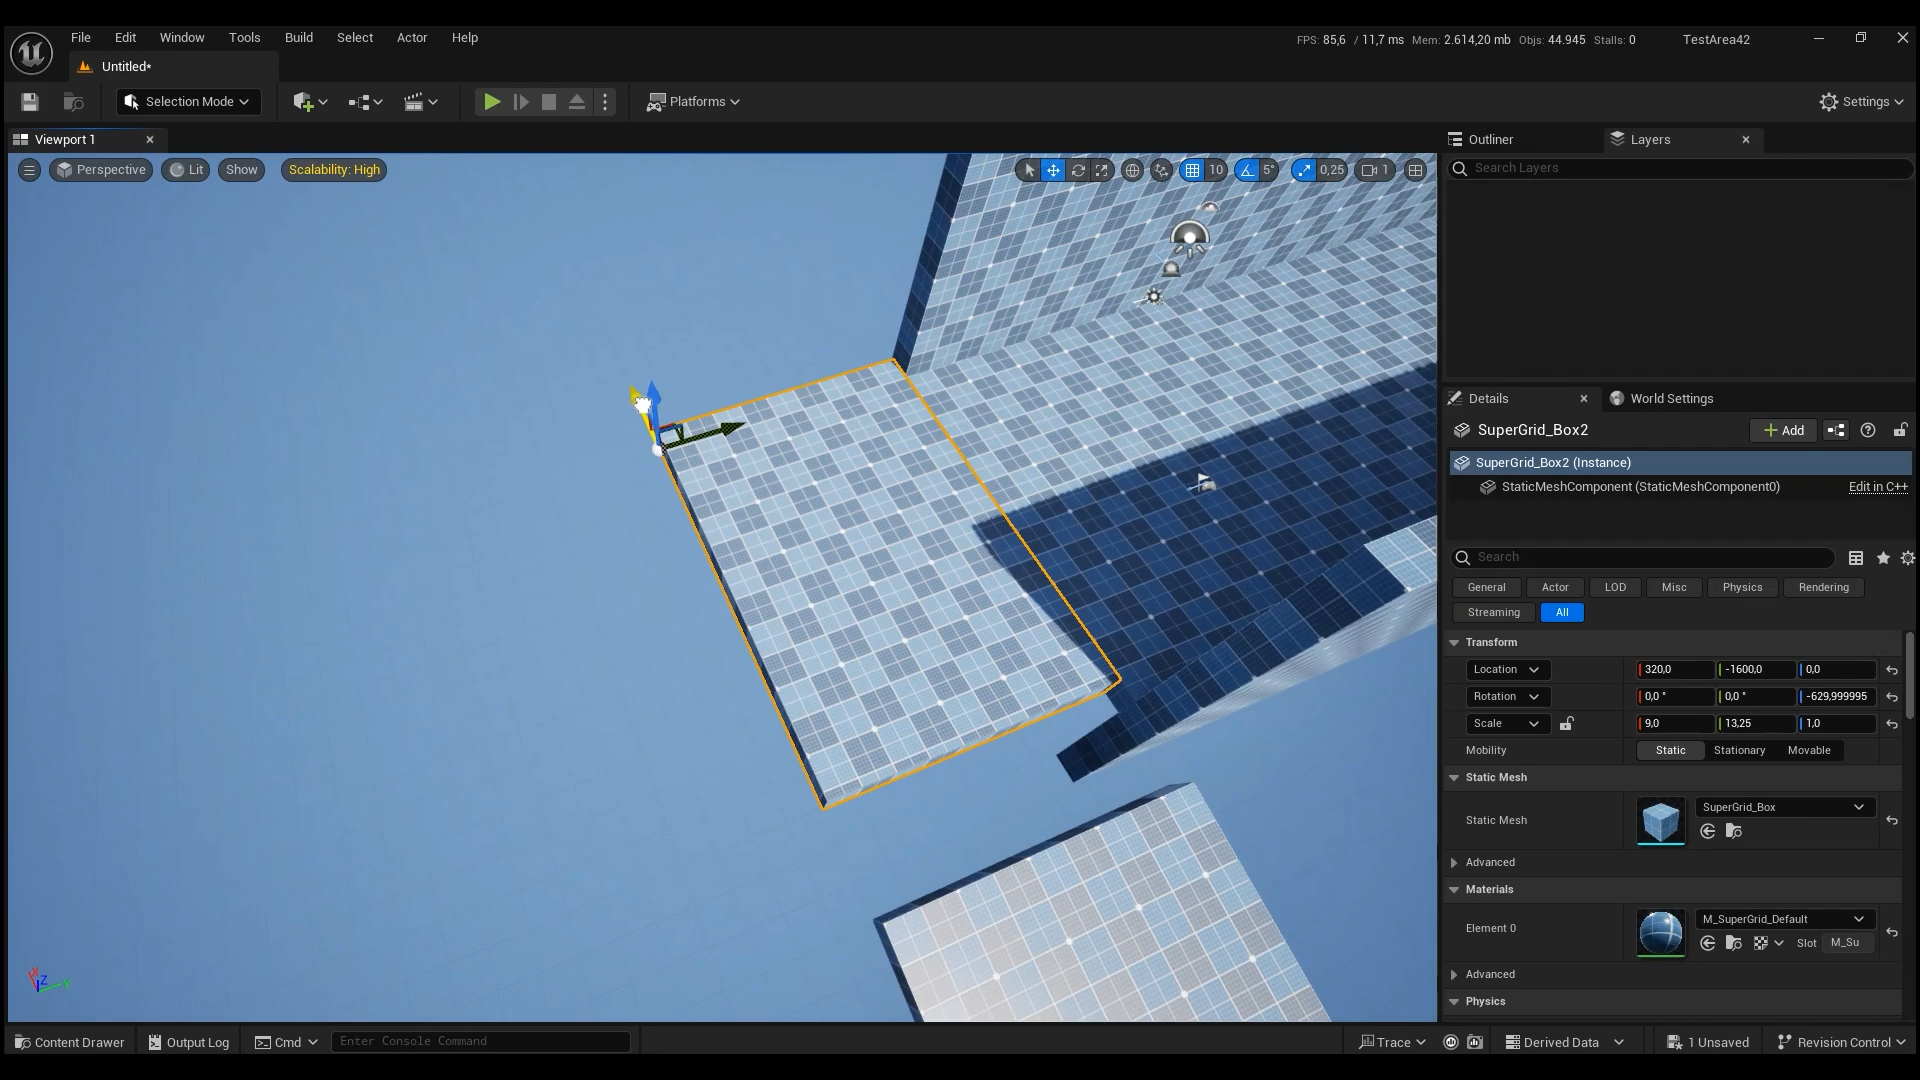 File Edit Window Tools Build Select Actor Help
FPS: 85,6 / 11,7 ms Mem: 2.614,20 mb Objs: 44.945 Stalls: 0 TestArea42
Untitled*
Selection Mode Platforms Settings
Viewport 1 Outliner Layers
Perspective Lit Show Scalability: High 10 5° 0,25 1
Search Layers
Details World Settings
SuperGrid_Box2 Add
SuperGrid_Box2 (Instance)
StaticMeshComponent (StaticMeshComponent0) Edit in C++
Search
General Actor LOD Misc Physics Rendering
Streaming All
Transform
Location 320,0 -1600,0 0,0
Rotation 0,0 ° 0,0 ° -629,999995
Scale 9,0 13,25 1,0
Mobility Static Stationary Movable
Static Mesh
SuperGrid_Box
Static Mesh
Advanced
Materials
M_SuperGrid_Default
Element 0
Slot M_Su
Advanced
Physics
X Z Y
Content Drawer Output Log Cmd Enter Console Command Trace Derived Data 1 Unsaved Revision Control